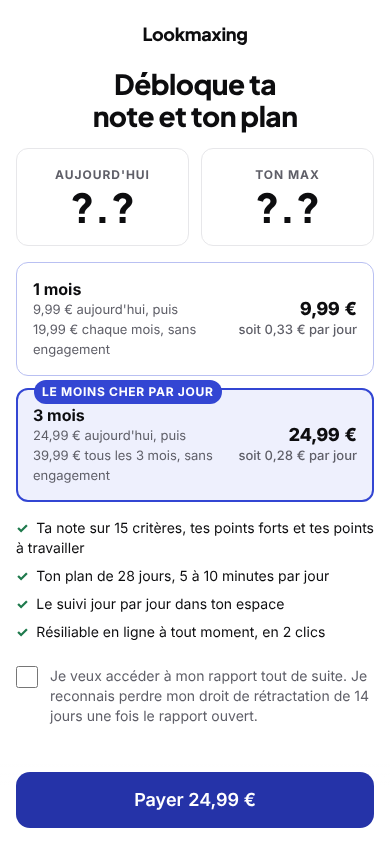 Lookmaxing
Débloque ta
note et ton plan
AUJOURD'HUI
?.?
TON MAX
?.?
1 mois
9,99 € aujourd'hui, puis
19,99 € chaque mois, sans
engagement
9,99 €
soit 0,33 € par jour
LE MOINS CHER PAR JOUR
3 mois
24,99 € aujourd'hui, puis
39,99 € tous les 3 mois, sans
engagement
24,99 €
soit 0,28 € par jour
✓ Ta note sur 15 critères, tes points forts et tes points
à travailler
✓ Ton plan de 28 jours, 5 à 10 minutes par jour
✓ Le suivi jour par jour dans ton espace
✓ Résiliable en ligne à tout moment, en 2 clics
Je veux accéder à mon rapport tout de suite. Je
reconnais perdre mon droit de rétractation de 14
jours une fois le rapport ouvert.
Payer 24,99 €